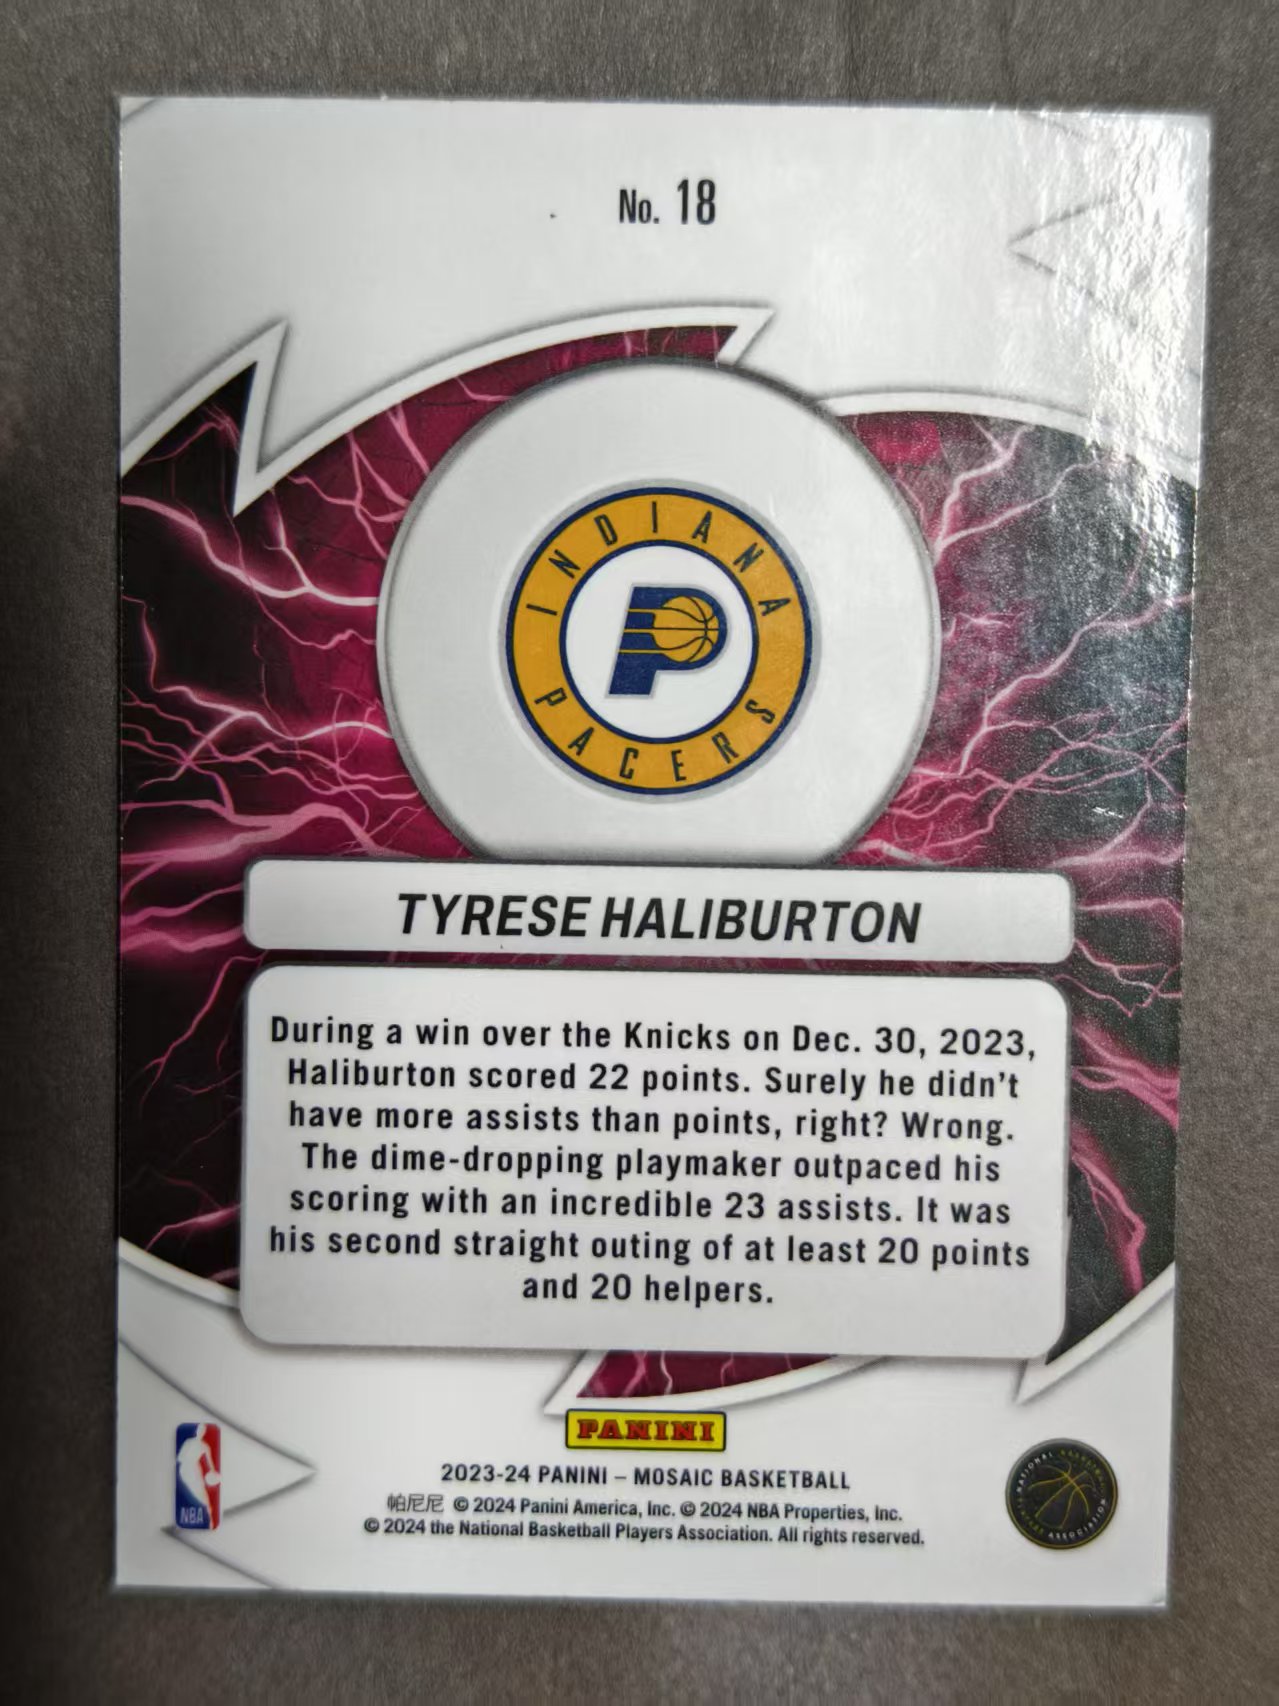 No. 18
INDIANA
PACERS
TYRESE HALIBURTON
During a win over the Knicks on Dec. 30, 2023,
Haliburton scored 22 points. Surely he didn't
have more assists than points, right? Wrong.
The dime-dropping playmaker outpaced his
scoring with an incredible 23 assists. It was
his second straight outing of at least 20 points
and 20 helpers.
PANINI
2023-24 PANINI – MOSAIC BASKETBALL
帕尼尼 © 2024 Panini America, Inc. © 2024 NBA Properties, Inc.
© 2024 the National Basketball Players Association. All rights reserved.
NBA
NATIONAL BASKETBALL
PLAYERS ASSOCIATION